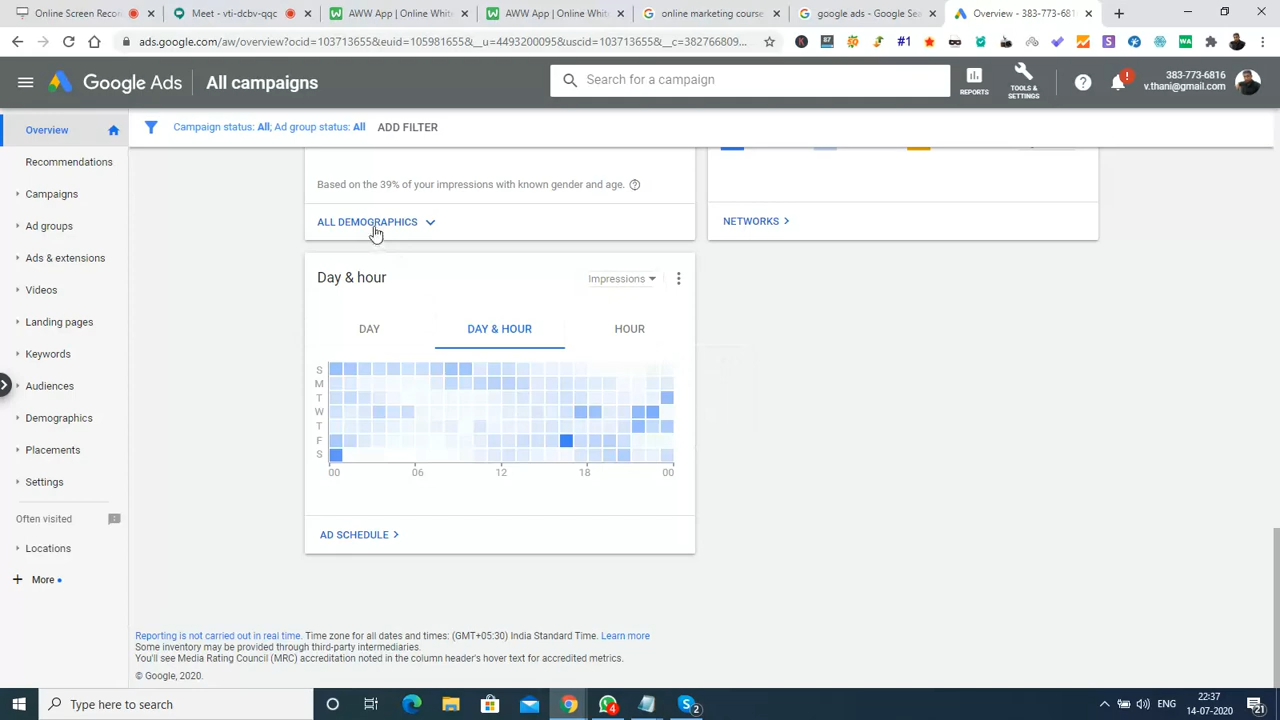 Online Screen Reco
Meet - vti-dcbv-qqc
AWW App | Online White
AWW App | Online White
online marketing course
google ads - Google Sea
Overview - 383-773-681
ads.google.com/aw/overview?ocid=103713655&euid=105981655&__u=4493200095&uscid=103713655&__c=382766809...
Google Ads
All campaigns
Search for a campaign
REPORTS
TOOLS &
SETTINGS
383-773-6816
v.thani@gmail.com
Overview
Campaign status: All; Ad group status: All
ADD FILTER
Recommendations
Campaigns
Ad groups
Ads & extensions
Videos
Landing pages
Keywords
Audiences
Demographics
Placements
Settings
Often visited
Locations
More
Based on the 39% of your impressions with known gender and age.
ALL DEMOGRAPHICS
NETWORKS
Day & hour
Impressions
DAY
DAY & HOUR
HOUR
S
M
T
W
T
F
S
00 06 12 18 00
AD SCHEDULE
Reporting is not carried out in real time. Time zone for all dates and times: (GMT+05:30) India Standard Time. Learn more
Some inventory may be provided through third-party intermediaries.
You'll see Media Rating Council (MRC) accreditation noted in the column header's hover text for accredited metrics.
© Google, 2020.
Type here to search
4
2
ENG
22:37
14-07-2020
21